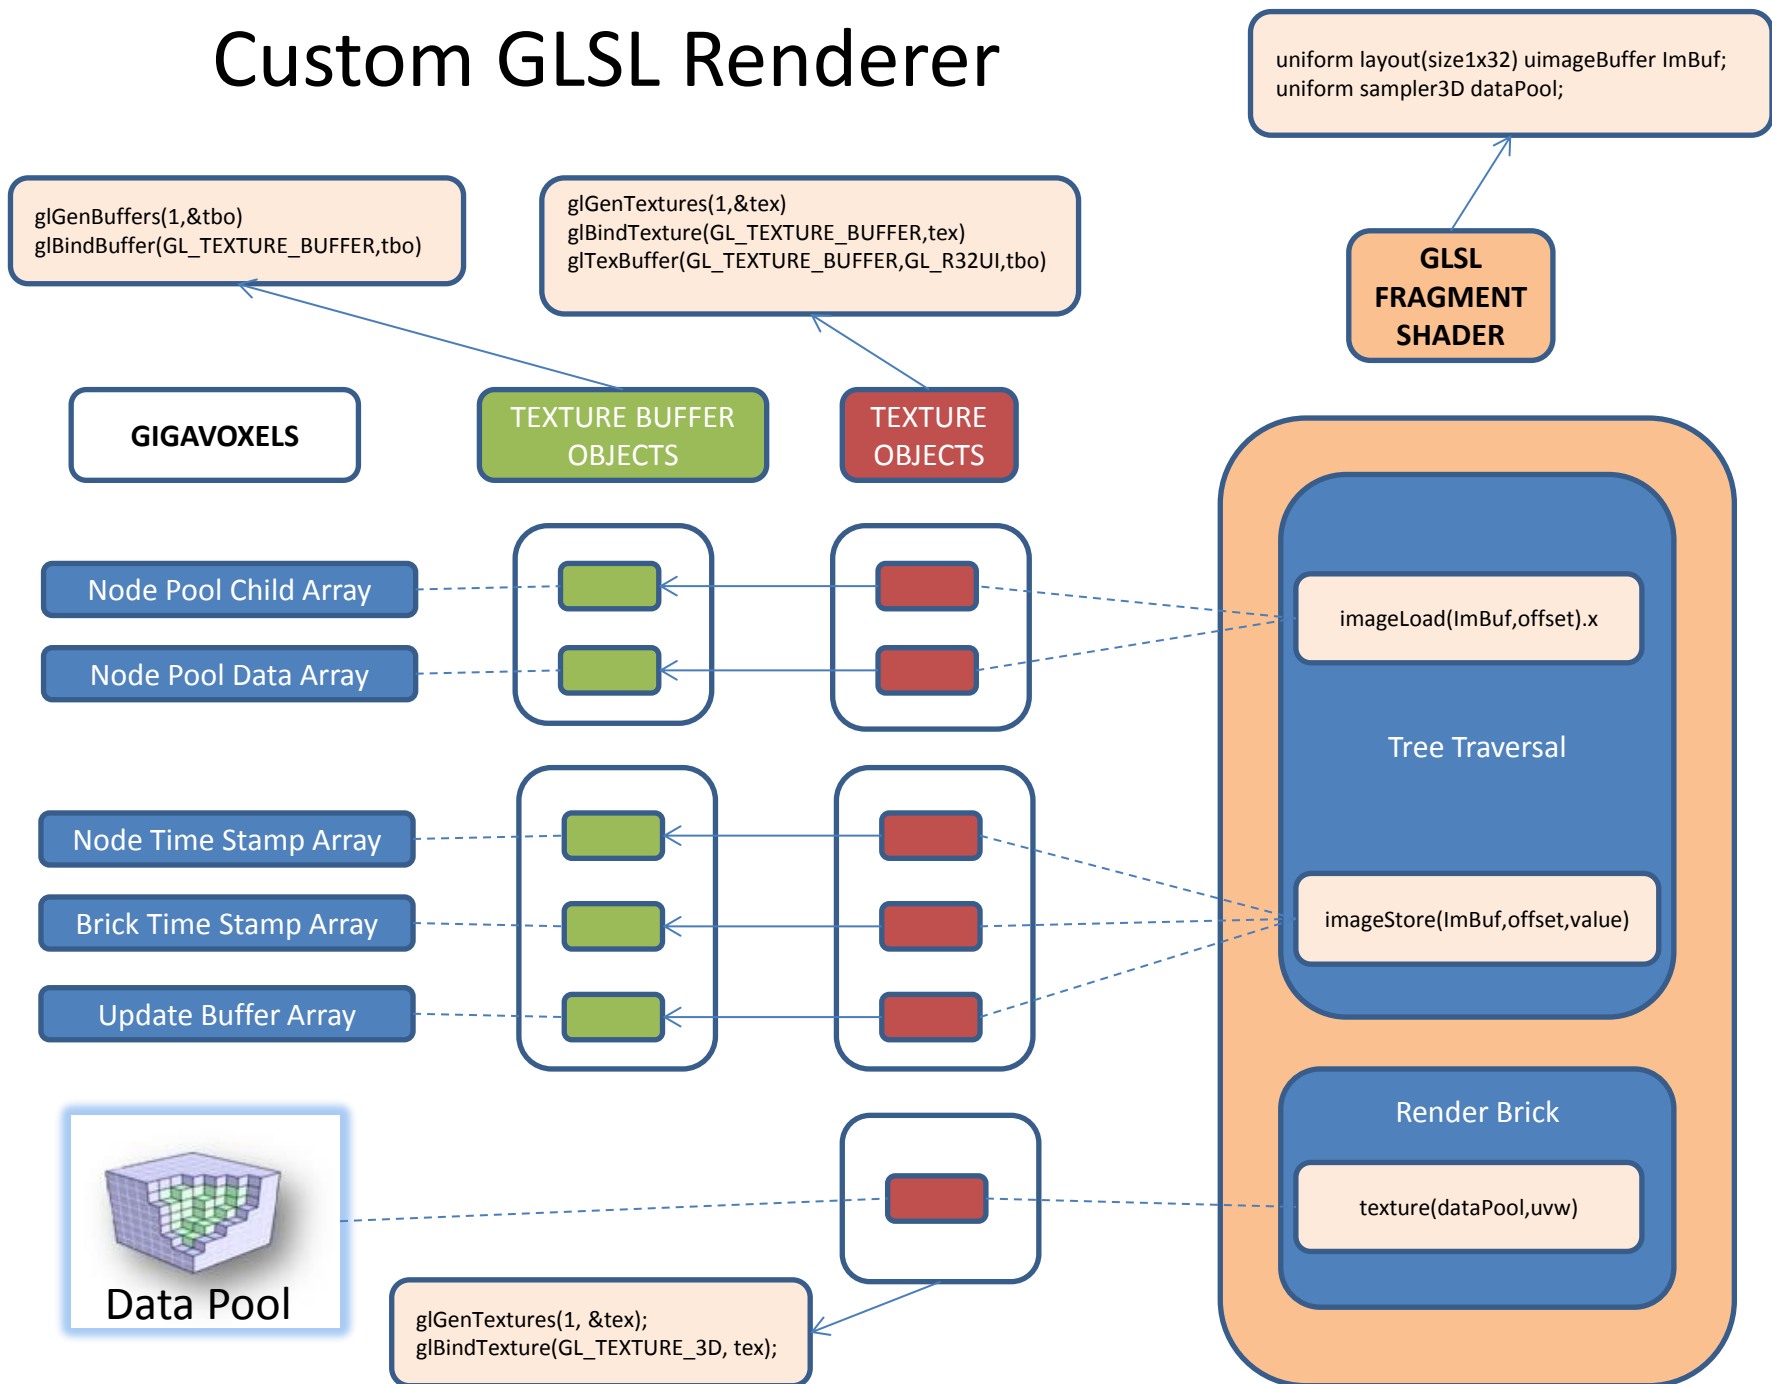 Custom GLSL Renderer
uniform layout(size1x32) uimageBuffer ImBuf;
uniform sampler3D dataPool;
glGenBuffers(1,&tbo)
glBindBuffer(GL_TEXTURE_BUFFER,tbo)
glGenTextures(1,&tex)
glBindTexture(GL_TEXTURE_BUFFER,tex)
glTexBuffer(GL_TEXTURE_BUFFER,GL_R32UI,tbo)
GLSL
FRAGMENT
SHADER
GIGAVOXELS
TEXTURE BUFFER
OBJECTS
TEXTURE
OBJECTS
Node Pool Child Array
imageLoad(ImBuf,offset).x
Node Pool Data Array
Tree Traversal
Node Time Stamp Array
Brick Time Stamp Array
imageStore(ImBuf,offset,value)
Update Buffer Array
Render Brick
texture(dataPool,uvw)
Data Pool
glGenTextures(1, &tex);
glBindTexture(GL_TEXTURE_3D, tex);